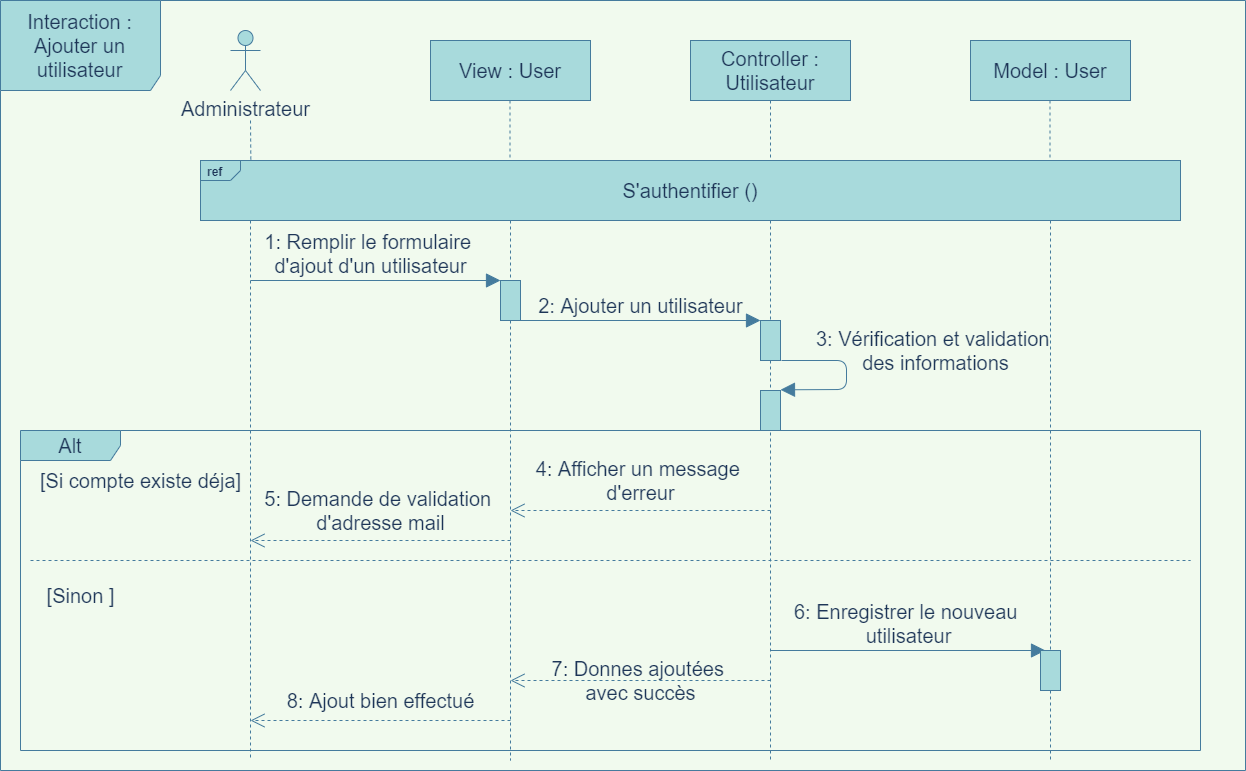 Interaction :
Ajouter un
utilisateur
Administrateur
View : User
Controller :
Utilisateur
Model : User
ref
S'authentifier ()
1: Remplir le formulaire
d'ajout d'un utilisateur
2: Ajouter un utilisateur
3: Vérification et validation
des informations
Alt
[Si compte existe déja]
4: Afficher un message
d'erreur
5: Demande de validation
d'adresse mail
[Sinon ]
6: Enregistrer le nouveau
utilisateur
7: Donnes ajoutées
avec succès
8: Ajout bien effectué